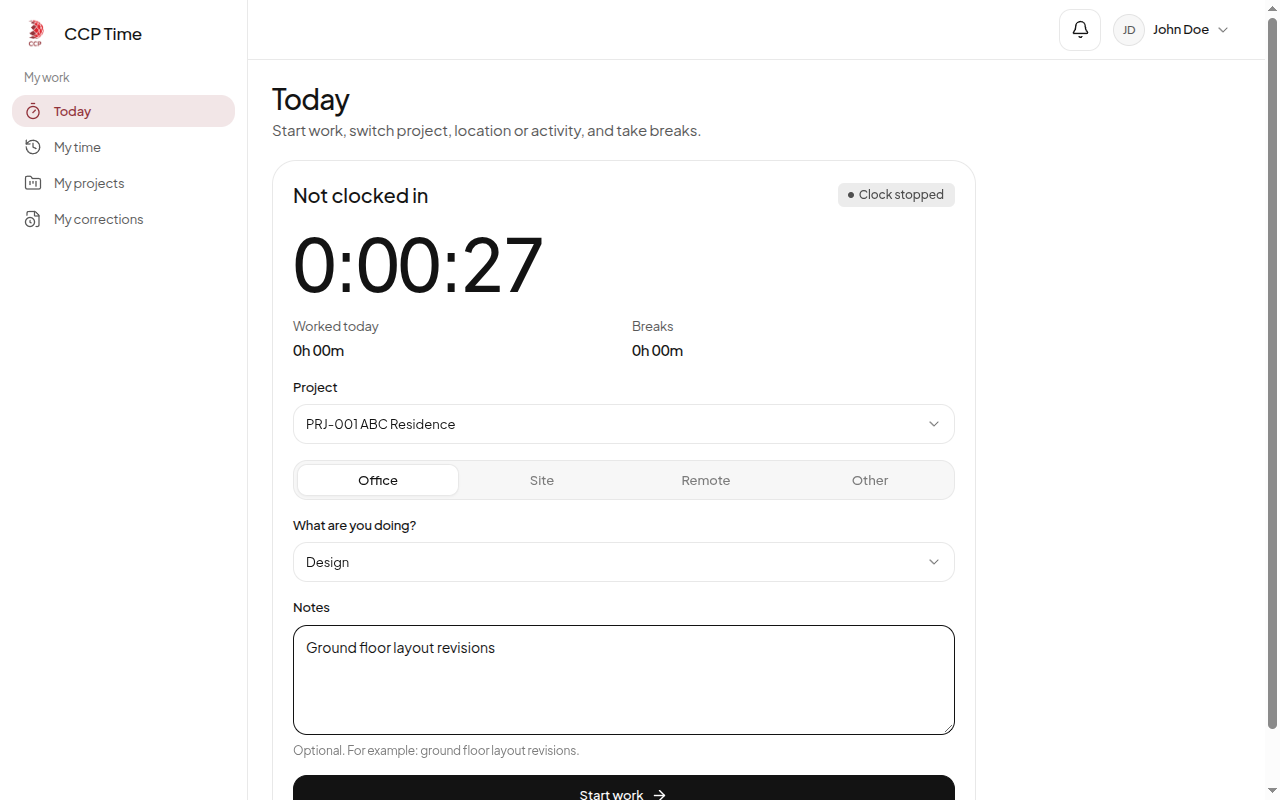 CCP
CCP Time
JD
John Doe
My work
Today
My time
My projects
My corrections
Today
Start work, switch project, location or activity, and take breaks.
Not clocked in
Clock stopped
0:00:27
Worked today
Breaks
0h 00m
0h 00m
Project
PRJ-001 ABC Residence
Office
Site
Remote
Other
What are you doing?
Design
Notes
Ground floor layout revisions
Optional. For example: ground floor layout revisions.
Start work